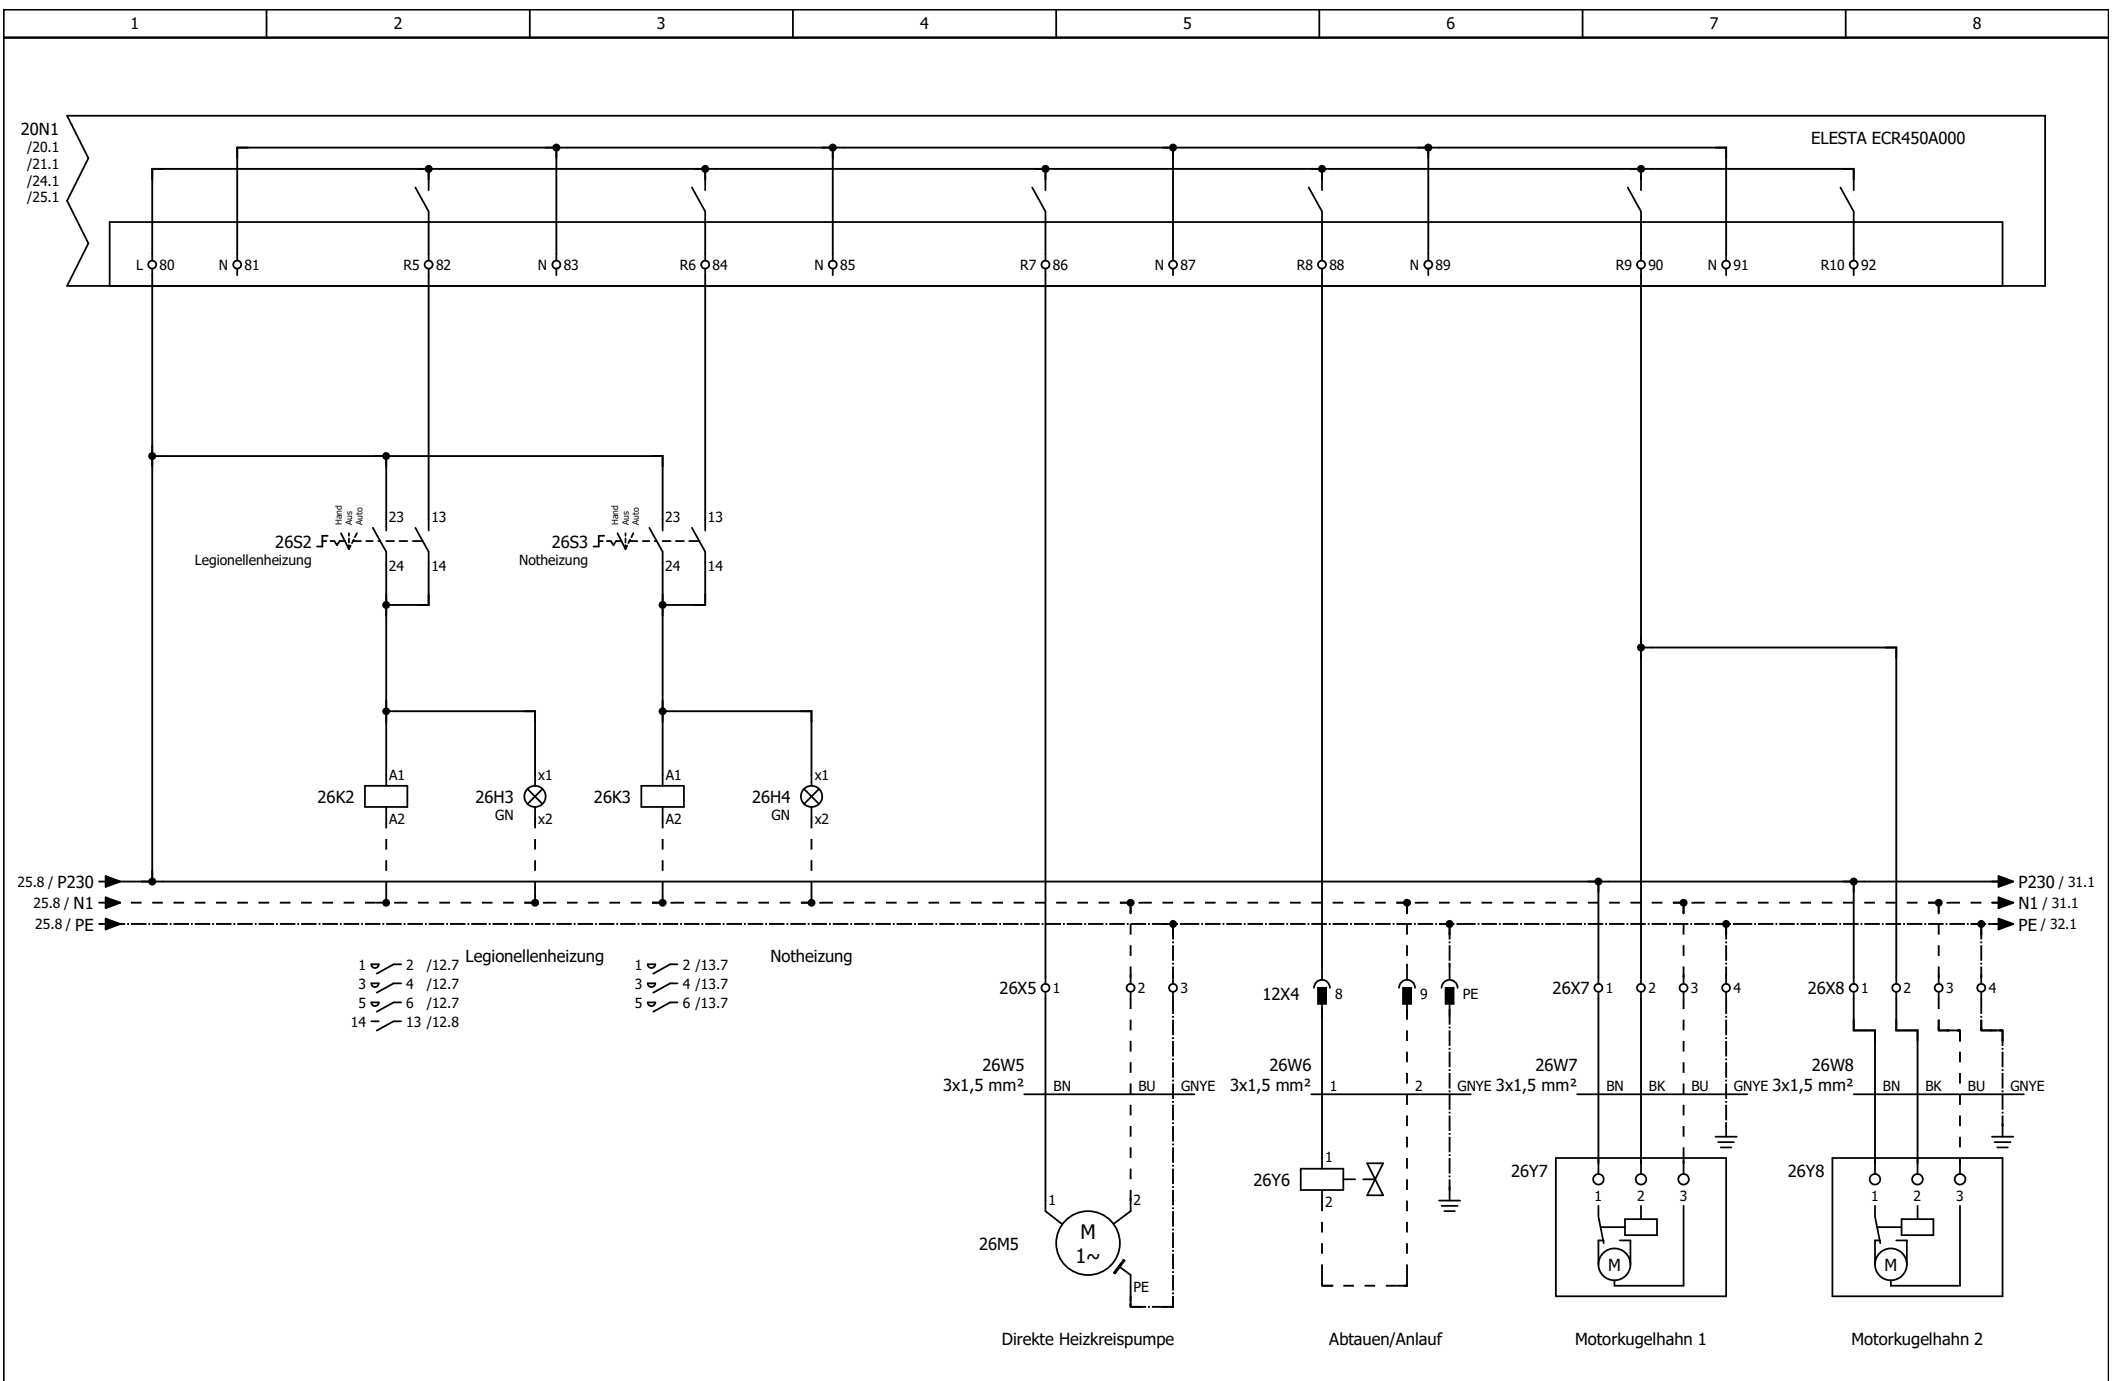 1 2 3 4 5 6 7 8
20N1
/20.1
/21.1
/24.1
/25.1
ELESTA ECR450A000
L 80 N 81 R5 82 N 83 R6 84 N 85 R7 86 N 87 R8 88 N 89 R9 90 N 91 R10 92
Hand
Aus
Auto
23 13
26S2
Legionellenheizung
24 14
Hand
Aus
Auto
23 13
26S3
Notheizung
24 14
A1 x1 A1 x1
26K2 26H3 26K3 26H4
GN GN
A2 x2 A2 x2
25.8 / P230 P230 / 31.1
25.8 / N1 N1 / 31.1
25.8 / PE PE / 32.1
Legionellenheizung Notheizung
1 2 /12.7 1 2 /13.7
3 4 /12.7 3 4 /13.7
5 6 /12.7 5 6 /13.7
14 13 /12.8
26X5 1 2 3 12X4 8 9 PE 26X7 1 2 3 4 26X8 1 2 3 4
26W5 26W6 26W7 26W8
3x1,5 mm² BN BU GNYE 3x1,5 mm² 1 2 GNYE 3x1,5 mm² BN BK BU GNYE 3x1,5 mm² BN BK BU GNYE
1 2
26M5
M
1~
PE
1
26Y6
2
26Y7
1 2 3
M
26Y8
1 2 3
M
Direkte Heizkreispumpe Abtauen/Anlauf Motorkugelhahn 1 Motorkugelhahn 2